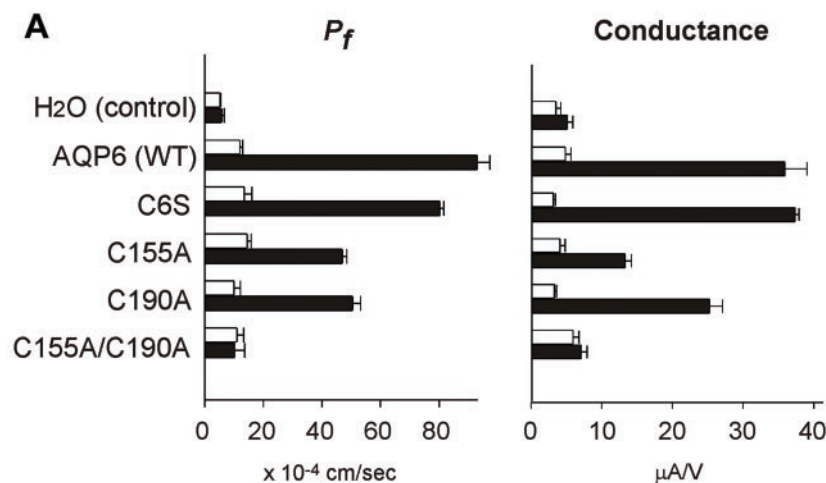 A
Pf
Conductance
H2O (control)
AQP6 (WT)
C6S
C155A
C190A
C155A/C190A
0 20 40 60 80
0 10 20 30 40
x 10-4 cm/sec
µA/V